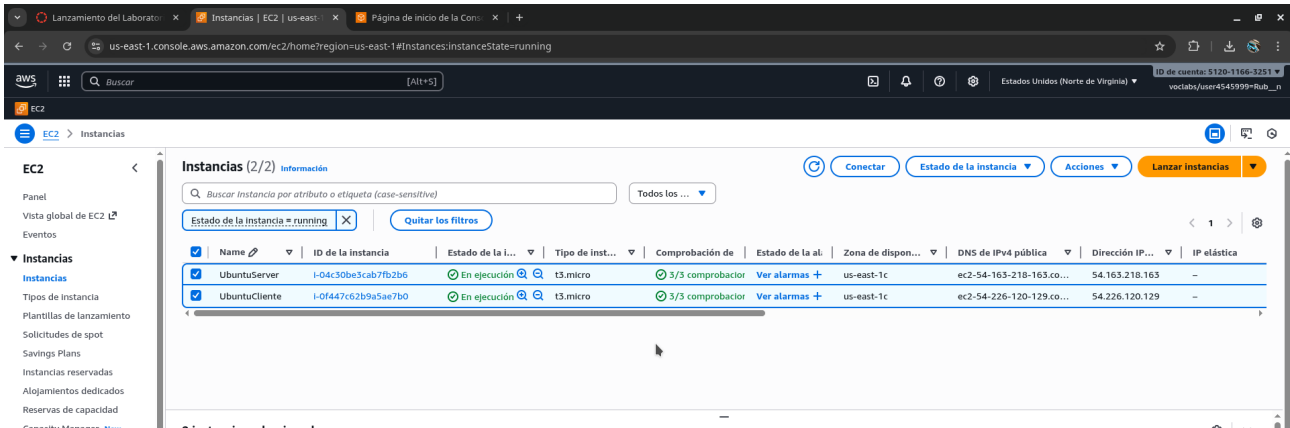 Lanzamiento del Laborator
Instancias | EC2 | us-east-1
Página de inicio de la Cons
us-east-1.console.aws.amazon.com/ec2/home?region=us-east-1#Instances:instanceState=running
aws
Buscar [Alt+S]
Estados Unidos (Norte de Virginia)
ID de cuenta: 5120-1166-3251
voclabs/user4545999=Rub__n
EC2
EC2 > Instancias
EC2
Panel
Vista global de EC2
Eventos
Instancias
Instancias
Tipos de instancia
Plantillas de lanzamiento
Solicitudes de spot
Savings Plans
Instancias reservadas
Alojamientos dedicados
Reservas de capacidad
Capacity Manager New
Instancias (2/2) Información
Conectar Estado de la instancia Acciones Lanzar instancias
Buscar Instancia por atributo o etiqueta (case-sensitive) Todos los ...
Estado de la instancia = running Quitar los filtros
1
Name ID de la instancia Estado de la i... Tipo de inst... Comprobación de Estado de la al Zona de dispon... DNS de IPv4 pública Dirección IP... IP elástica
UbuntuServer i-04c30be3cab7fb2b6 En ejecución t3.micro 3/3 comprobacior Ver alarmas + us-east-1c ec2-54-163-218-163.co... 54.163.218.163 –
UbuntuCliente i-0f447c62b9a5ae7b0 En ejecución t3.micro 3/3 comprobacior Ver alarmas + us-east-1c ec2-54-226-120-129.co... 54.226.120.129 –